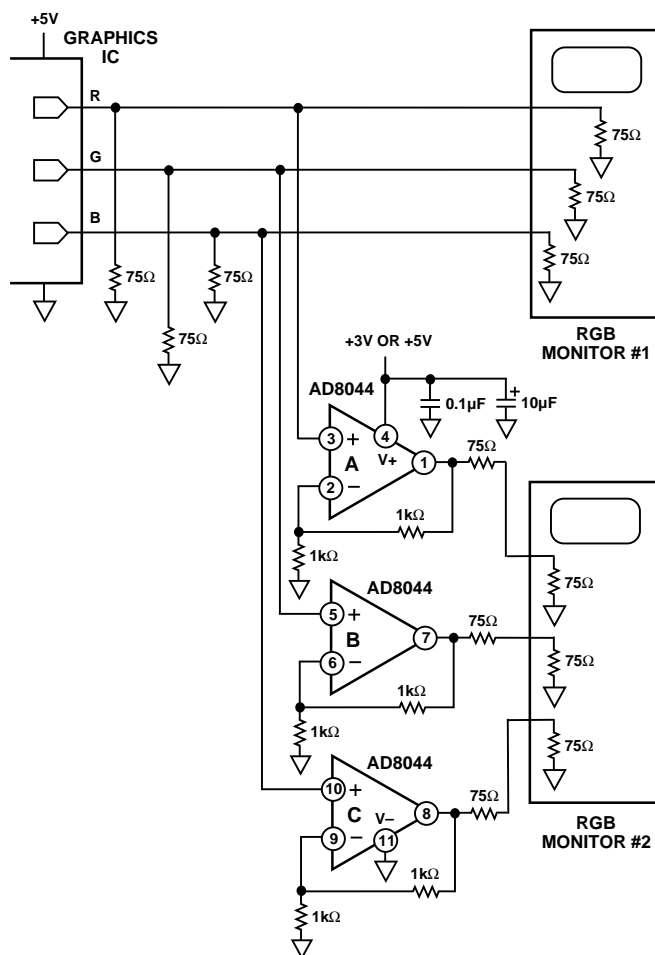 +5V
GRAPHICS
IC
R
G
B
75Ω
75Ω
75Ω
75Ω
75Ω
75Ω
RGB
MONITOR #1
+3V OR +5V
AD8044
0.1µF
+
10µF
3
+
4
V+
A
1
75Ω
2
–
1kΩ
1kΩ
75Ω
AD8044
5
+
B
7
75Ω
75Ω
6
–
1kΩ
1kΩ
75Ω
AD8044
10
+
C
V–
8
75Ω
9
–
11
RGB
MONITOR #2
1kΩ
1kΩ